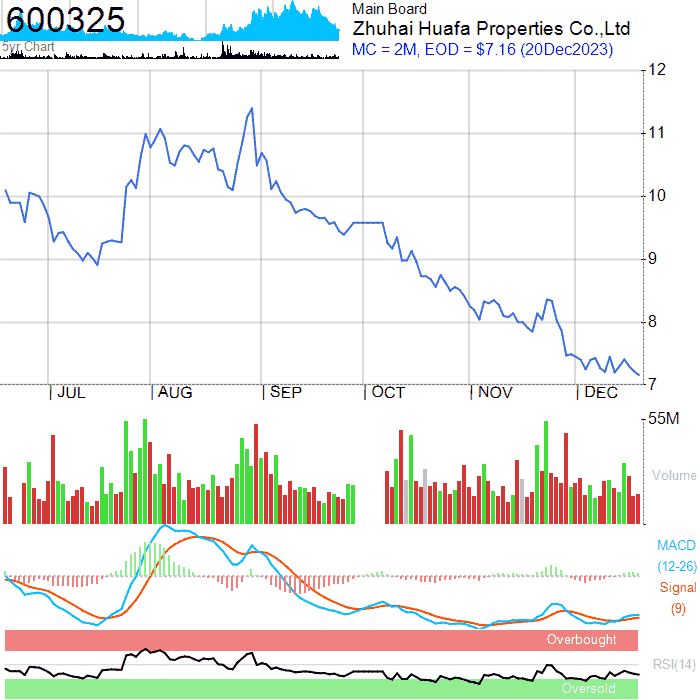 600325
5yr Chart
Main Board
Zhuhai Huafa Properties Co.,Ltd
MC = 2M, EOD = $7.16 (20Dec2023)
12
11
10
9
8
7
JUL AUG SEP OCT NOV DEC
55M
Volume
MACD
(12-26)
Signal
(9)
Overbought
RSI(14)
Oversold